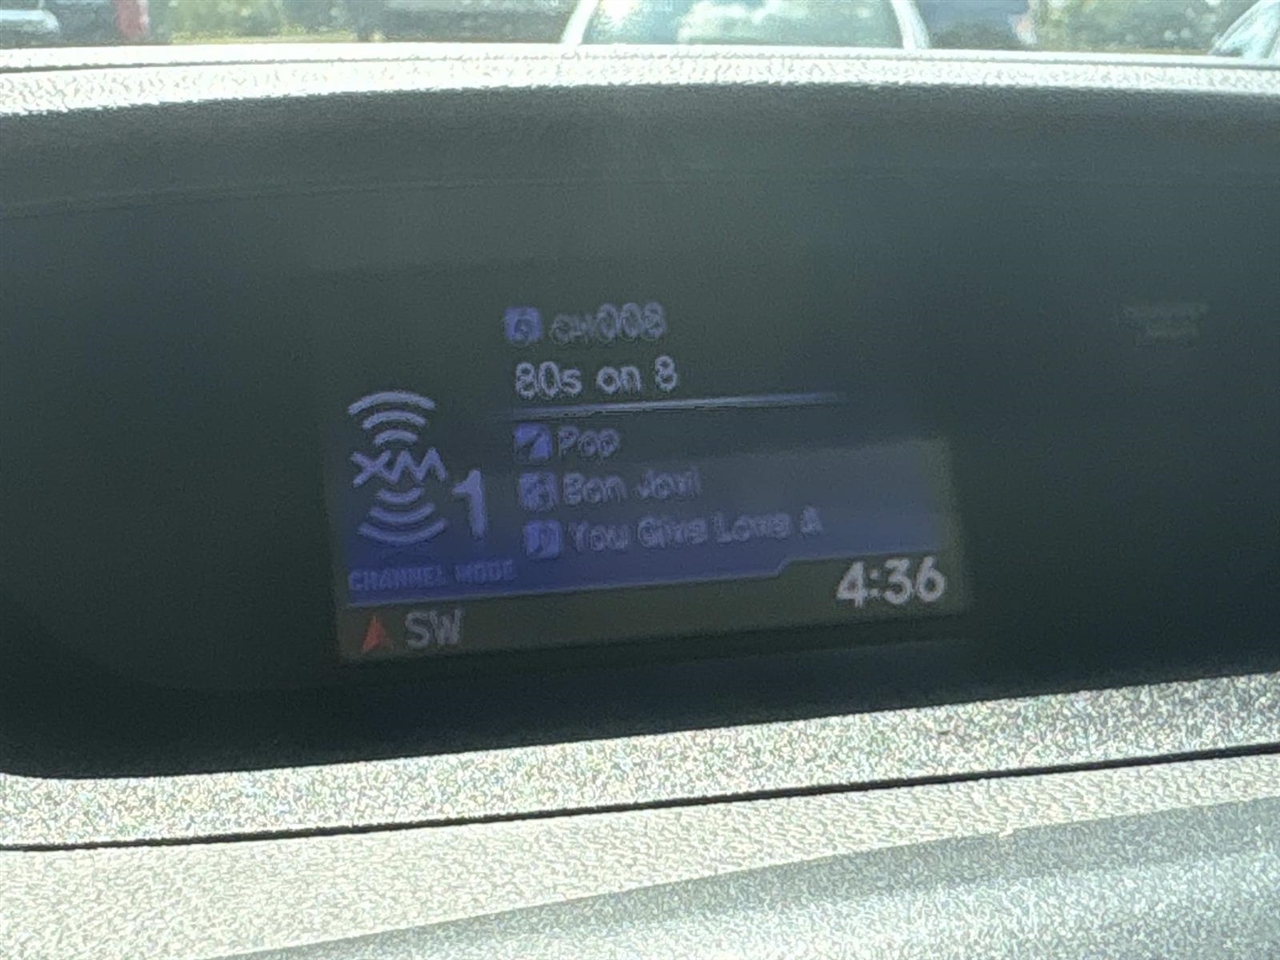 CH008
80s on 8
XM 1
Pop
Bon Jovi
You Give Love A
CHANNEL MODE
SW
4:36